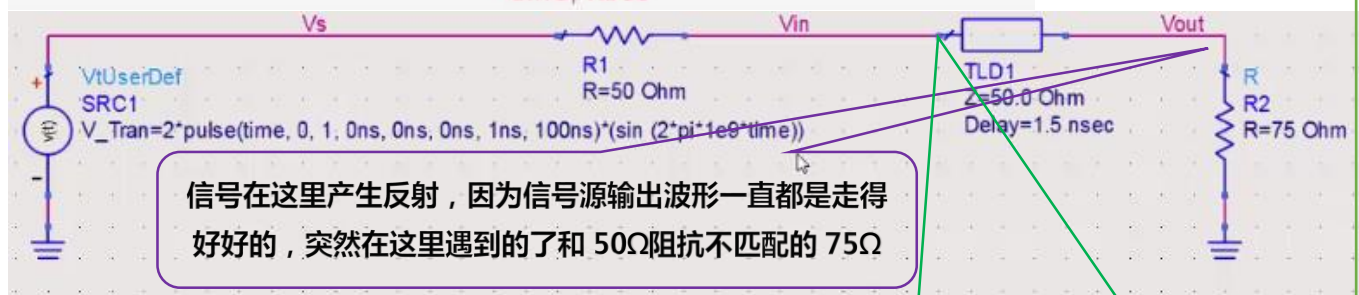 Vs
Vin
Vout
VtUserDef
SRC1
V_Tran=2*pulse(time, 0, 1, 0ns, 0ns, 0ns, 1ns, 100ns)*(sin (2*pi*1e9*time))
R1
R=50 Ohm
TLD1
Z=50.0 Ohm
Delay=1.5 nsec
R
R2
R=75 Ohm
信号在这里产生反射，因为信号源输出波形一直都是走得
好好的，突然在这里遇到的了和 50Ω阻抗不匹配的 75Ω